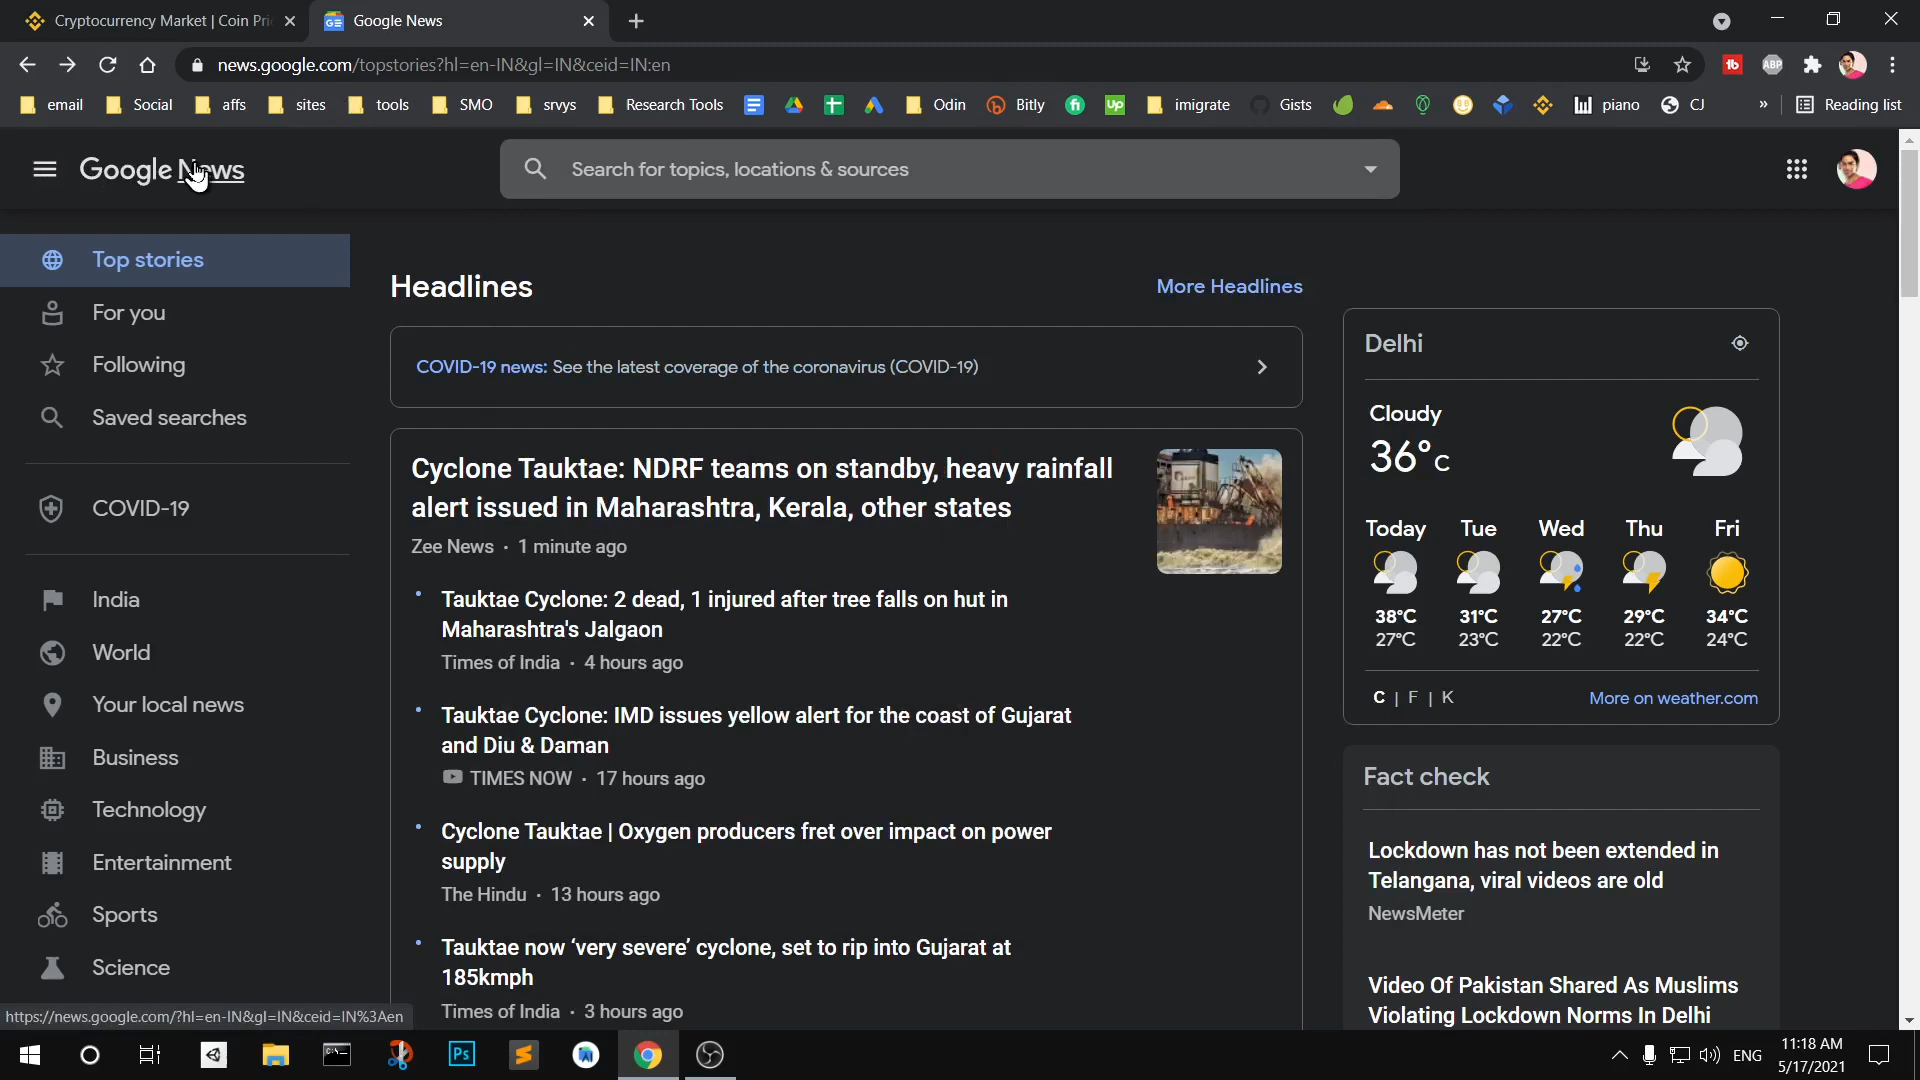 Cryptocurrency Market | Coin Pri
Google News
news.google.com/topstories?hl=en-IN&gl=IN&ceid=IN:en
email
Social
affs
sites
tools
SMO
srvys
Research Tools
Odin
Bitly
imigrate
Gists
piano
CJ
»
Reading list
Google News
Search for topics, locations & sources
Top stories
For you
Following
Saved searches
COVID-19
India
World
Your local news
Business
Technology
Entertainment
Sports
Science
https://news.google.com/?hl=en-IN&gl=IN&ceid=IN%3Aen
Headlines
More Headlines
COVID-19 news: See the latest coverage of the coronavirus (COVID-19)
Cyclone Tauktae: NDRF teams on standby, heavy rainfall
alert issued in Maharashtra, Kerala, other states
Zee News · 1 minute ago
Tauktae Cyclone: 2 dead, 1 injured after tree falls on hut in
Maharashtra's Jalgaon
Times of India · 4 hours ago
Tauktae Cyclone: IMD issues yellow alert for the coast of Gujarat
and Diu & Daman
TIMES NOW · 17 hours ago
Cyclone Tauktae | Oxygen producers fret over impact on power
supply
The Hindu · 13 hours ago
Tauktae now ‘very severe’ cyclone, set to rip into Gujarat at
185kmph
Times of India · 3 hours ago
Delhi
Cloudy
36°C
Today Tue Wed Thu Fri
38°C 31°C 27°C 29°C 34°C
27°C 23°C 22°C 22°C 24°C
C | F | K
More on weather.com
Fact check
Lockdown has not been extended in
Telangana, viral videos are old
NewsMeter
Video Of Pakistan Shared As Muslims
Violating Lockdown Norms In Delhi
Ps
ENG
11:18 AM
5/17/2021